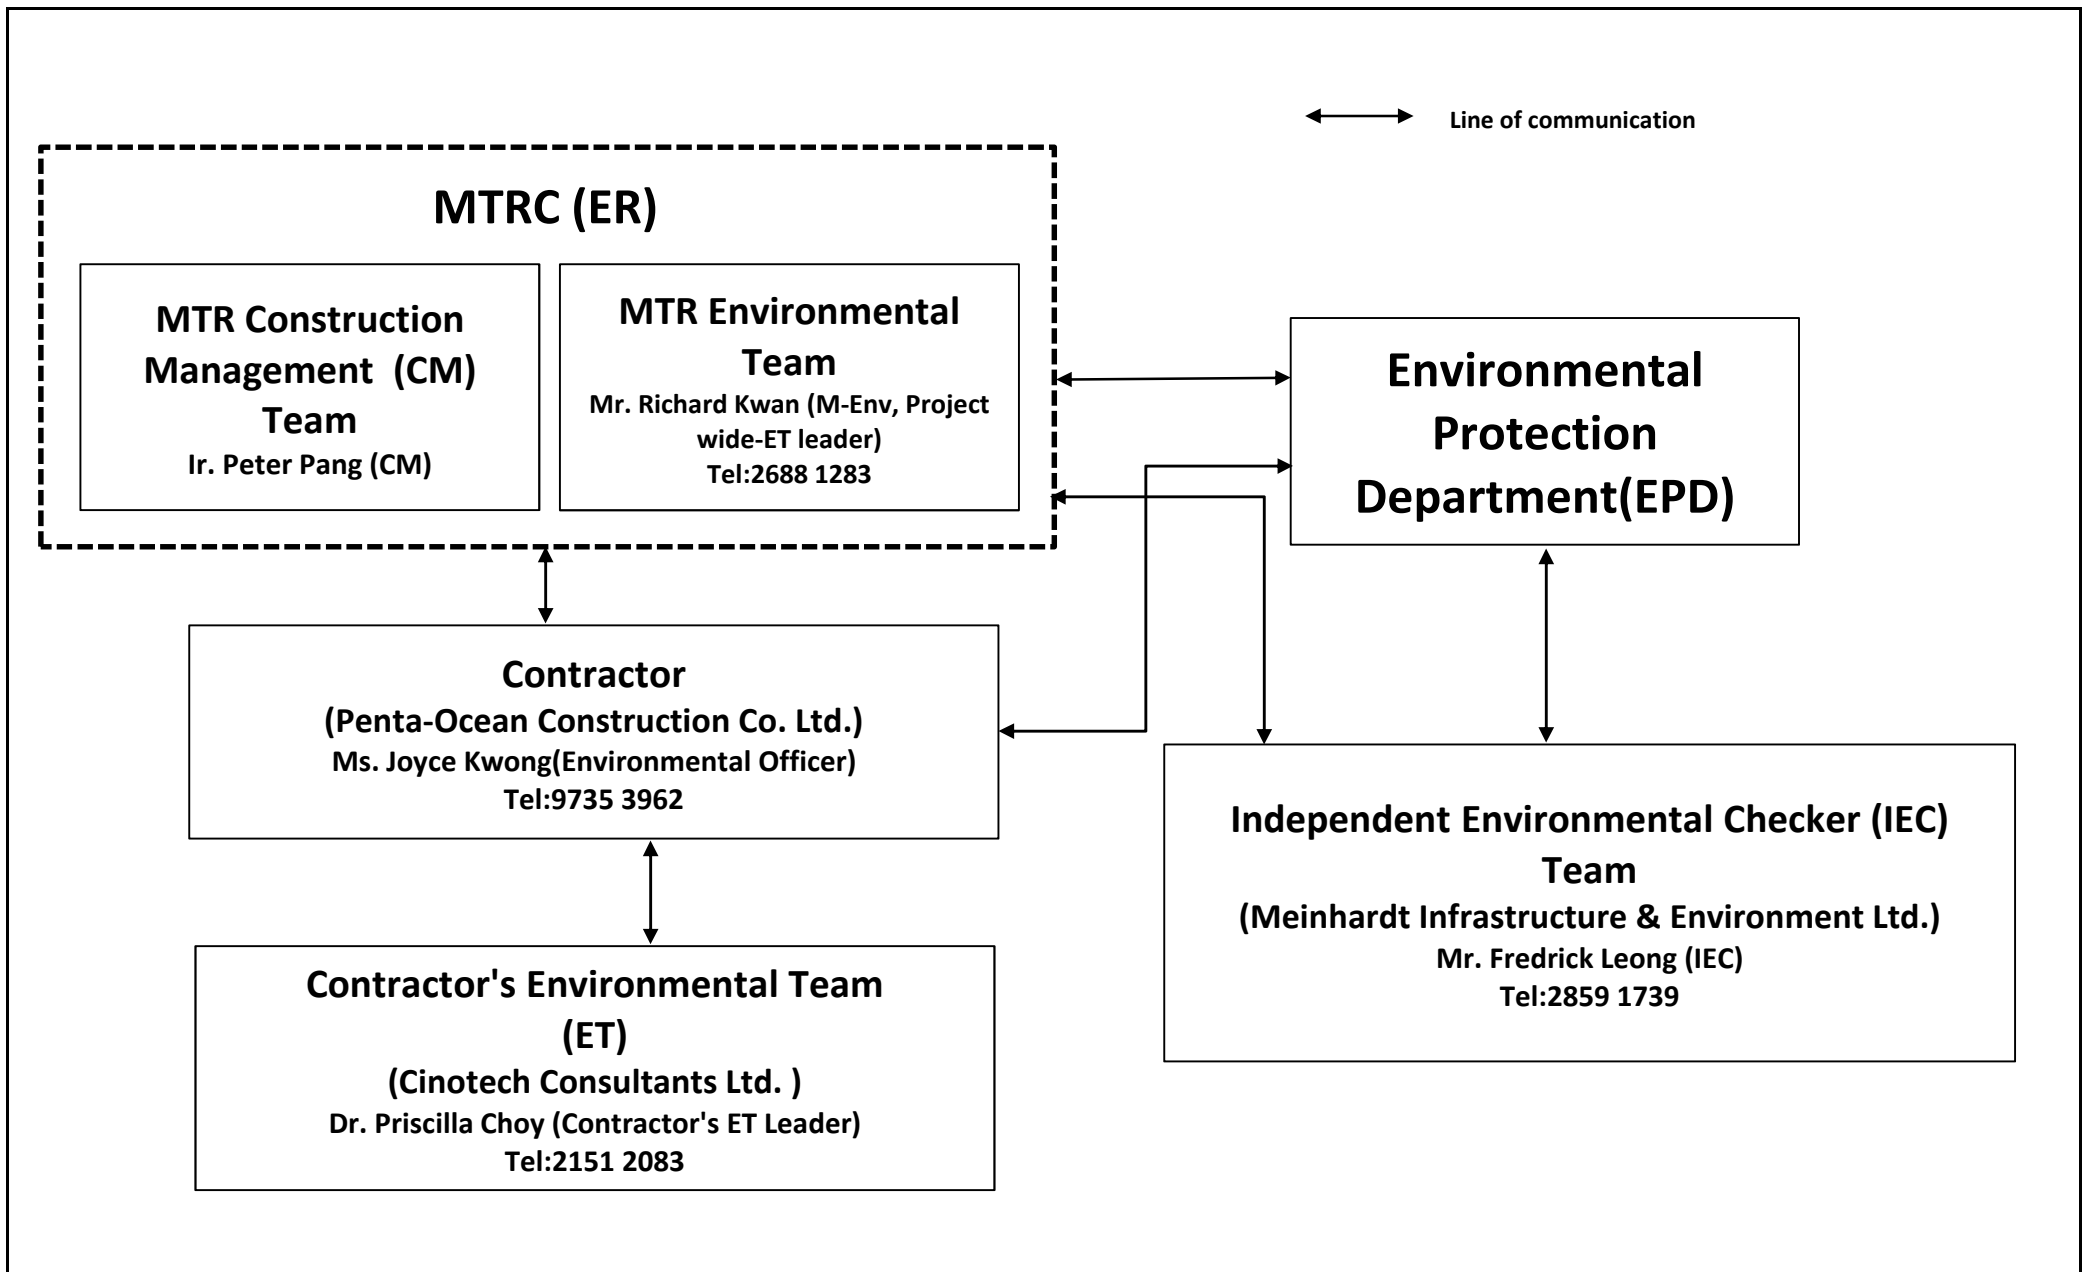 Line of communication
MTRC (ER)
MTR Construction
Management  (CM)
Team
Ir. Peter Pang (CM)
MTR Environmental
Team
Mr. Richard Kwan (M-Env, Project
wide-ET leader)
Tel:2688 1283
Environmental
Protection
Department(EPD)
Contractor
(Penta-Ocean Construction Co. Ltd.)
Ms. Joyce Kwong(Environmental Officer)
Tel:9735 3962
Independent Environmental Checker (IEC)
Team
(Meinhardt Infrastructure & Environment Ltd.)
Mr. Fredrick Leong (IEC)
Tel:2859 1739
Contractor's Environmental Team
(ET)
(Cinotech Consultants Ltd. )
Dr. Priscilla Choy (Contractor's ET Leader)
Tel:2151 2083